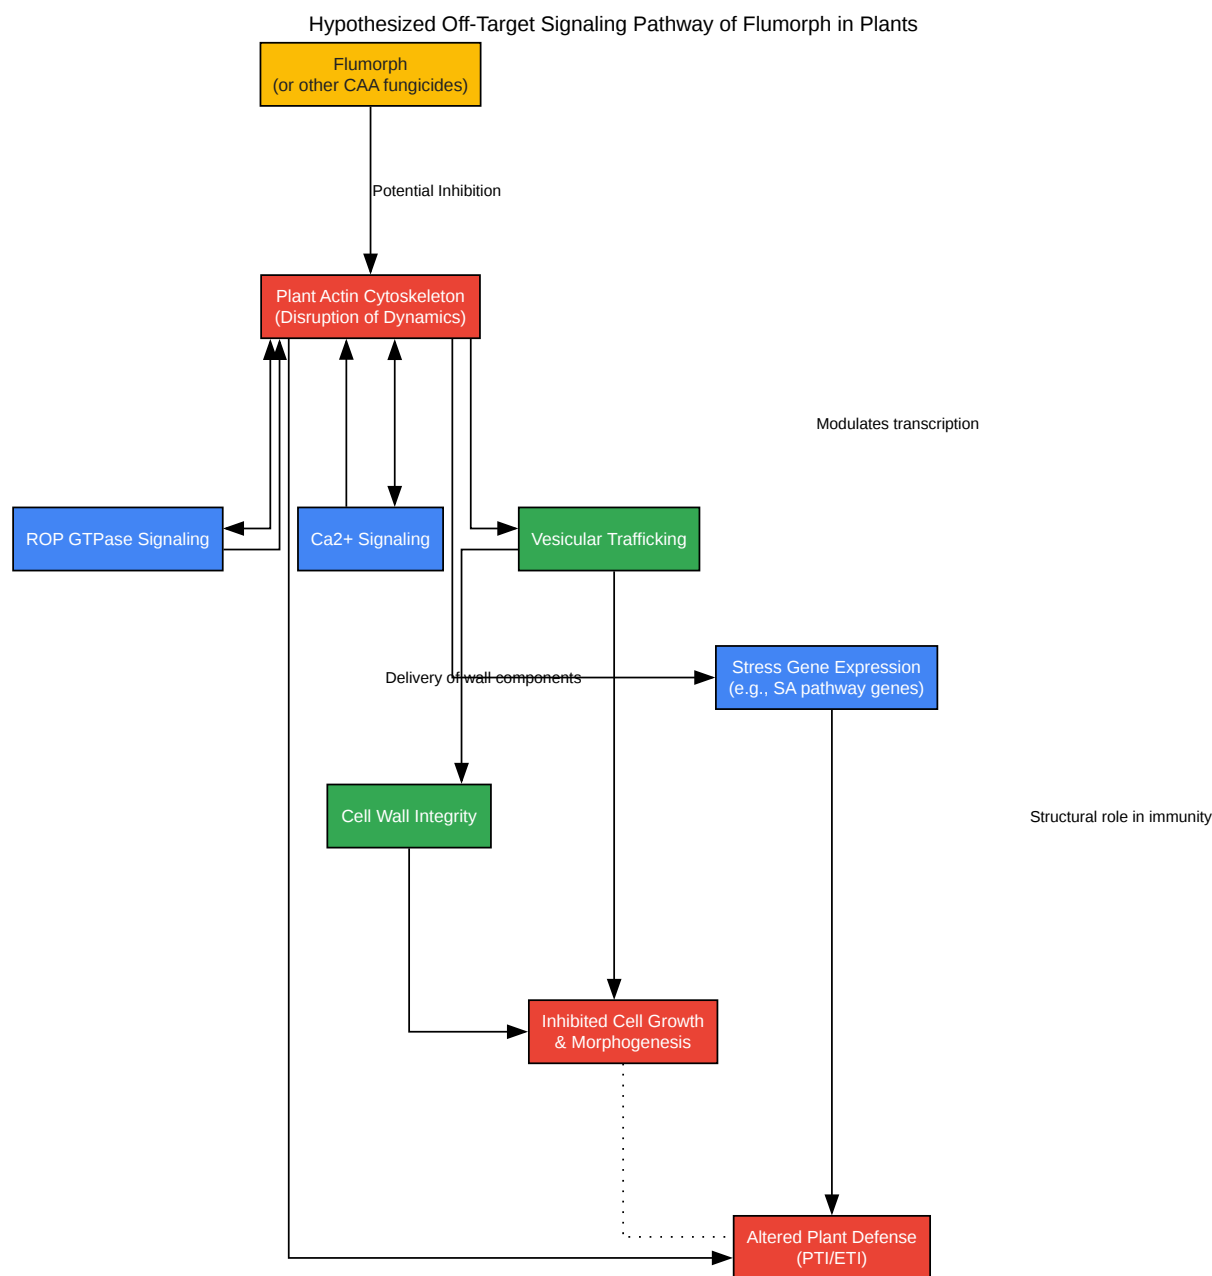 Hypothesized Off-Target Signaling Pathway of Flumorph in Plants
Flumorph
(or other CAA fungicides)
Potential Inhibition
Plant Actin Cytoskeleton
(Disruption of Dynamics)
Modulates transcription
ROP GTPase Signaling
Ca2+ Signaling
Vesicular Trafficking
Delivery of wall components
Stress Gene Expression
(e.g., SA pathway genes)
Cell Wall Integrity
Structural role in immunity
Inhibited Cell Growth
& Morphogenesis
Altered Plant Defense
(PTI/ETI)